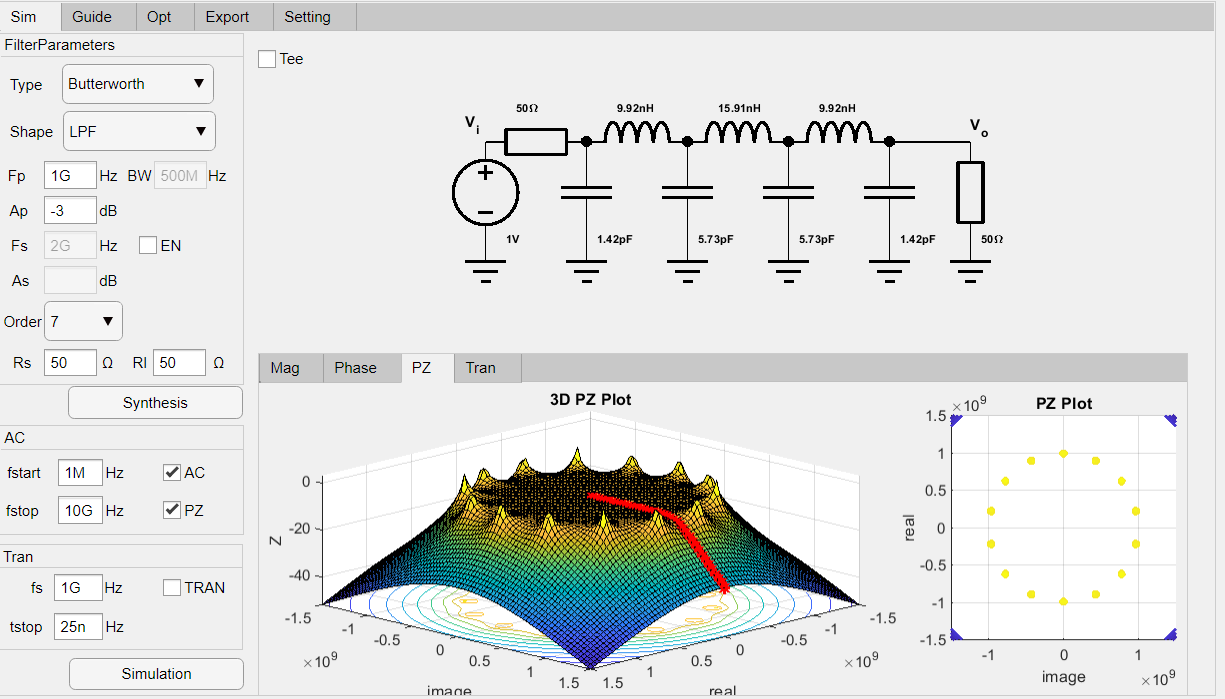 Sim Guide Opt Export Setting
FilterParameters
Type Butterworth
Shape LPF
Fp 1G Hz BW 500M Hz
Ap -3 dB
Fs 2G Hz EN
As dB
Order 7
Rs 50 Ω Rl 50 Ω
Synthesis
AC
fstart 1M Hz AC
fstop 10G Hz PZ
Tran
fs 1G Hz TRAN
tstop 25n Hz
Simulation
Tee
50Ω 9.92nH 15.91nH 9.92nH
Vi Vo
+
−
1V 1.42pF 5.73pF 5.73pF 1.42pF 50Ω
Mag Phase PZ Tran
3D PZ Plot
0
-20
-40
Z
-1.5 -1 -0.5 0 0.5 1 1.5
×10^9
image
1.5 1 0.5 0 -0.5 -1 -1.5
×10^9
real
PZ Plot
×10^9
1.5
1
0.5
0
-0.5
-1
-1.5
real
-1 0 1
×10^9
image